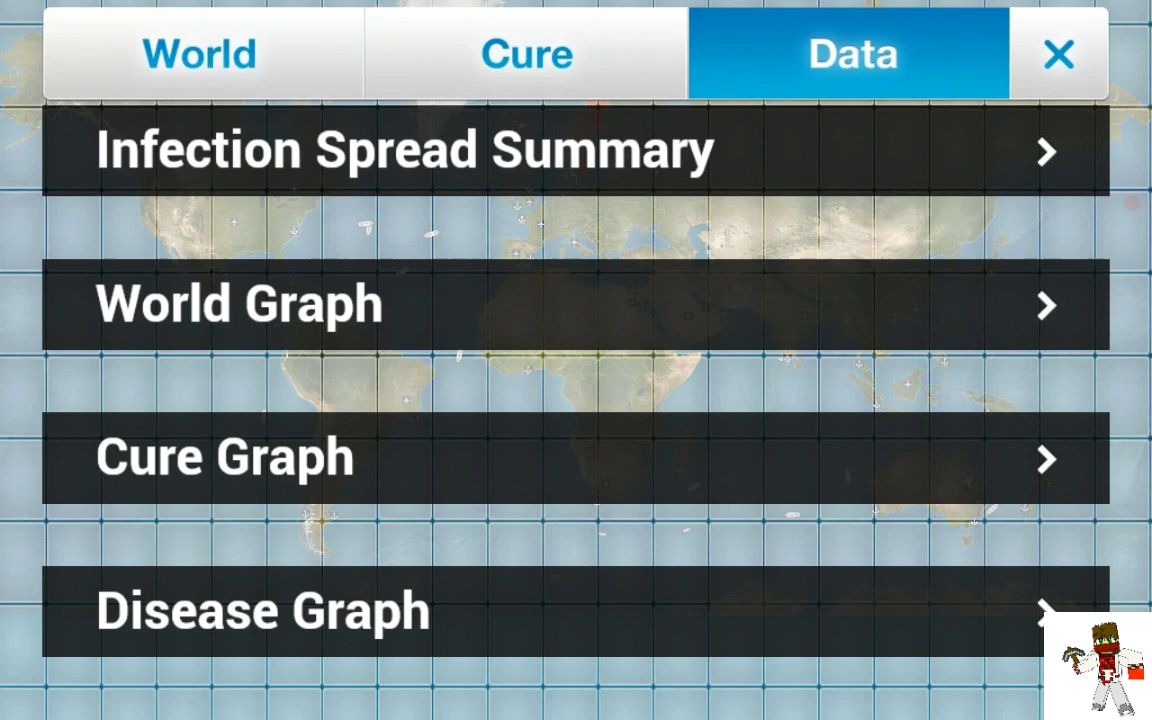 World
Cure
Data
Infection Spread Summary
World Graph
Cure Graph
Disease Graph